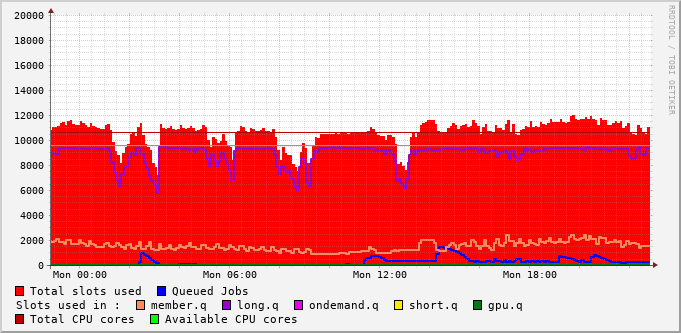 20000
18000
16000
14000
12000
10000
8000
6000
4000
2000
0
Mon 00:00 Mon 06:00 Mon 12:00 Mon 18:00
Total slots used Queued Jobs
Slots used in : member.q long.q ondemand.q short.q gpu.q
Total CPU cores Available CPU cores
RRDTOOL / TOBI OETIKER